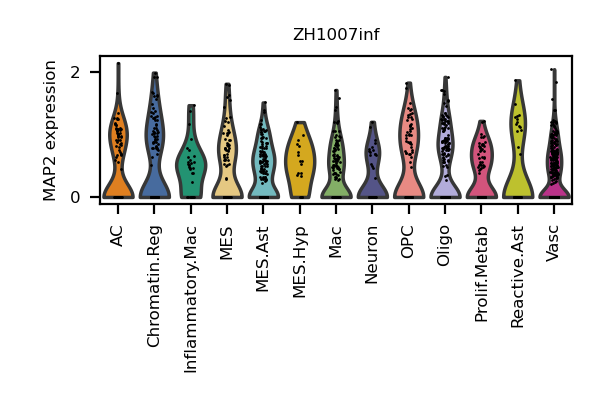 ZH1007inf
MAP2 expression
2
0
AC
Chromatin.Reg
Inflammatory.Mac
MES
MES.Ast
MES.Hyp
Mac
Neuron
OPC
Oligo
Prolif.Metab
Reactive.Ast
Vasc